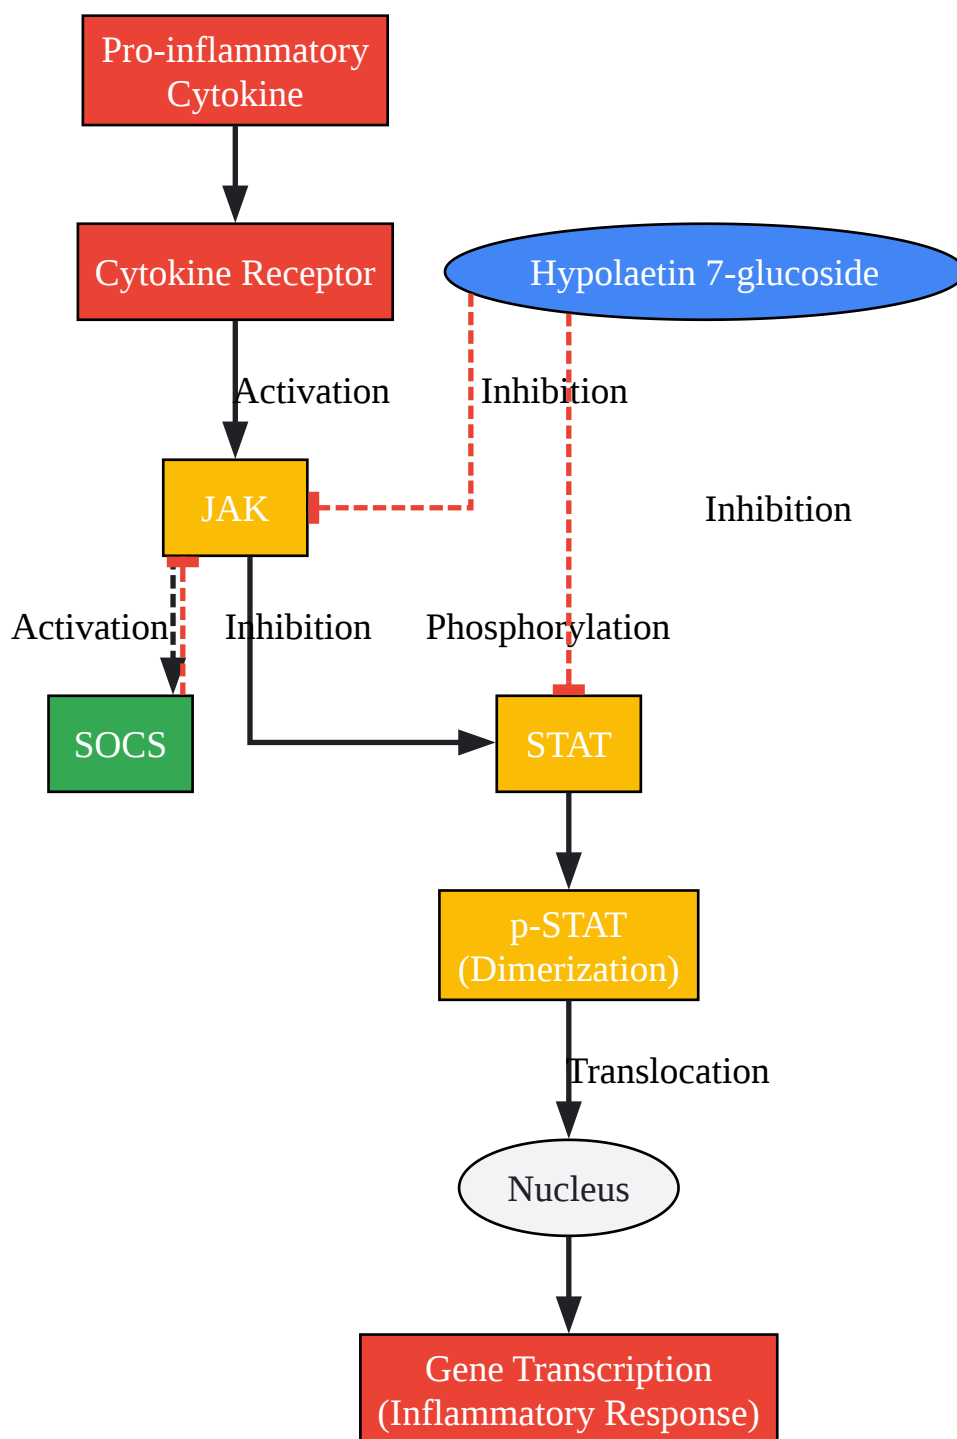 Pro-inflammatory
Cytokine
Cytokine Receptor
Hypolaetin 7-glucoside
Activation
Inhibition
JAK
Inhibition
Activation
Inhibition
Phosphorylation
SOCS
STAT
p-STAT
(Dimerization)
Translocation
Nucleus
Gene Transcription
(Inflammatory Response)